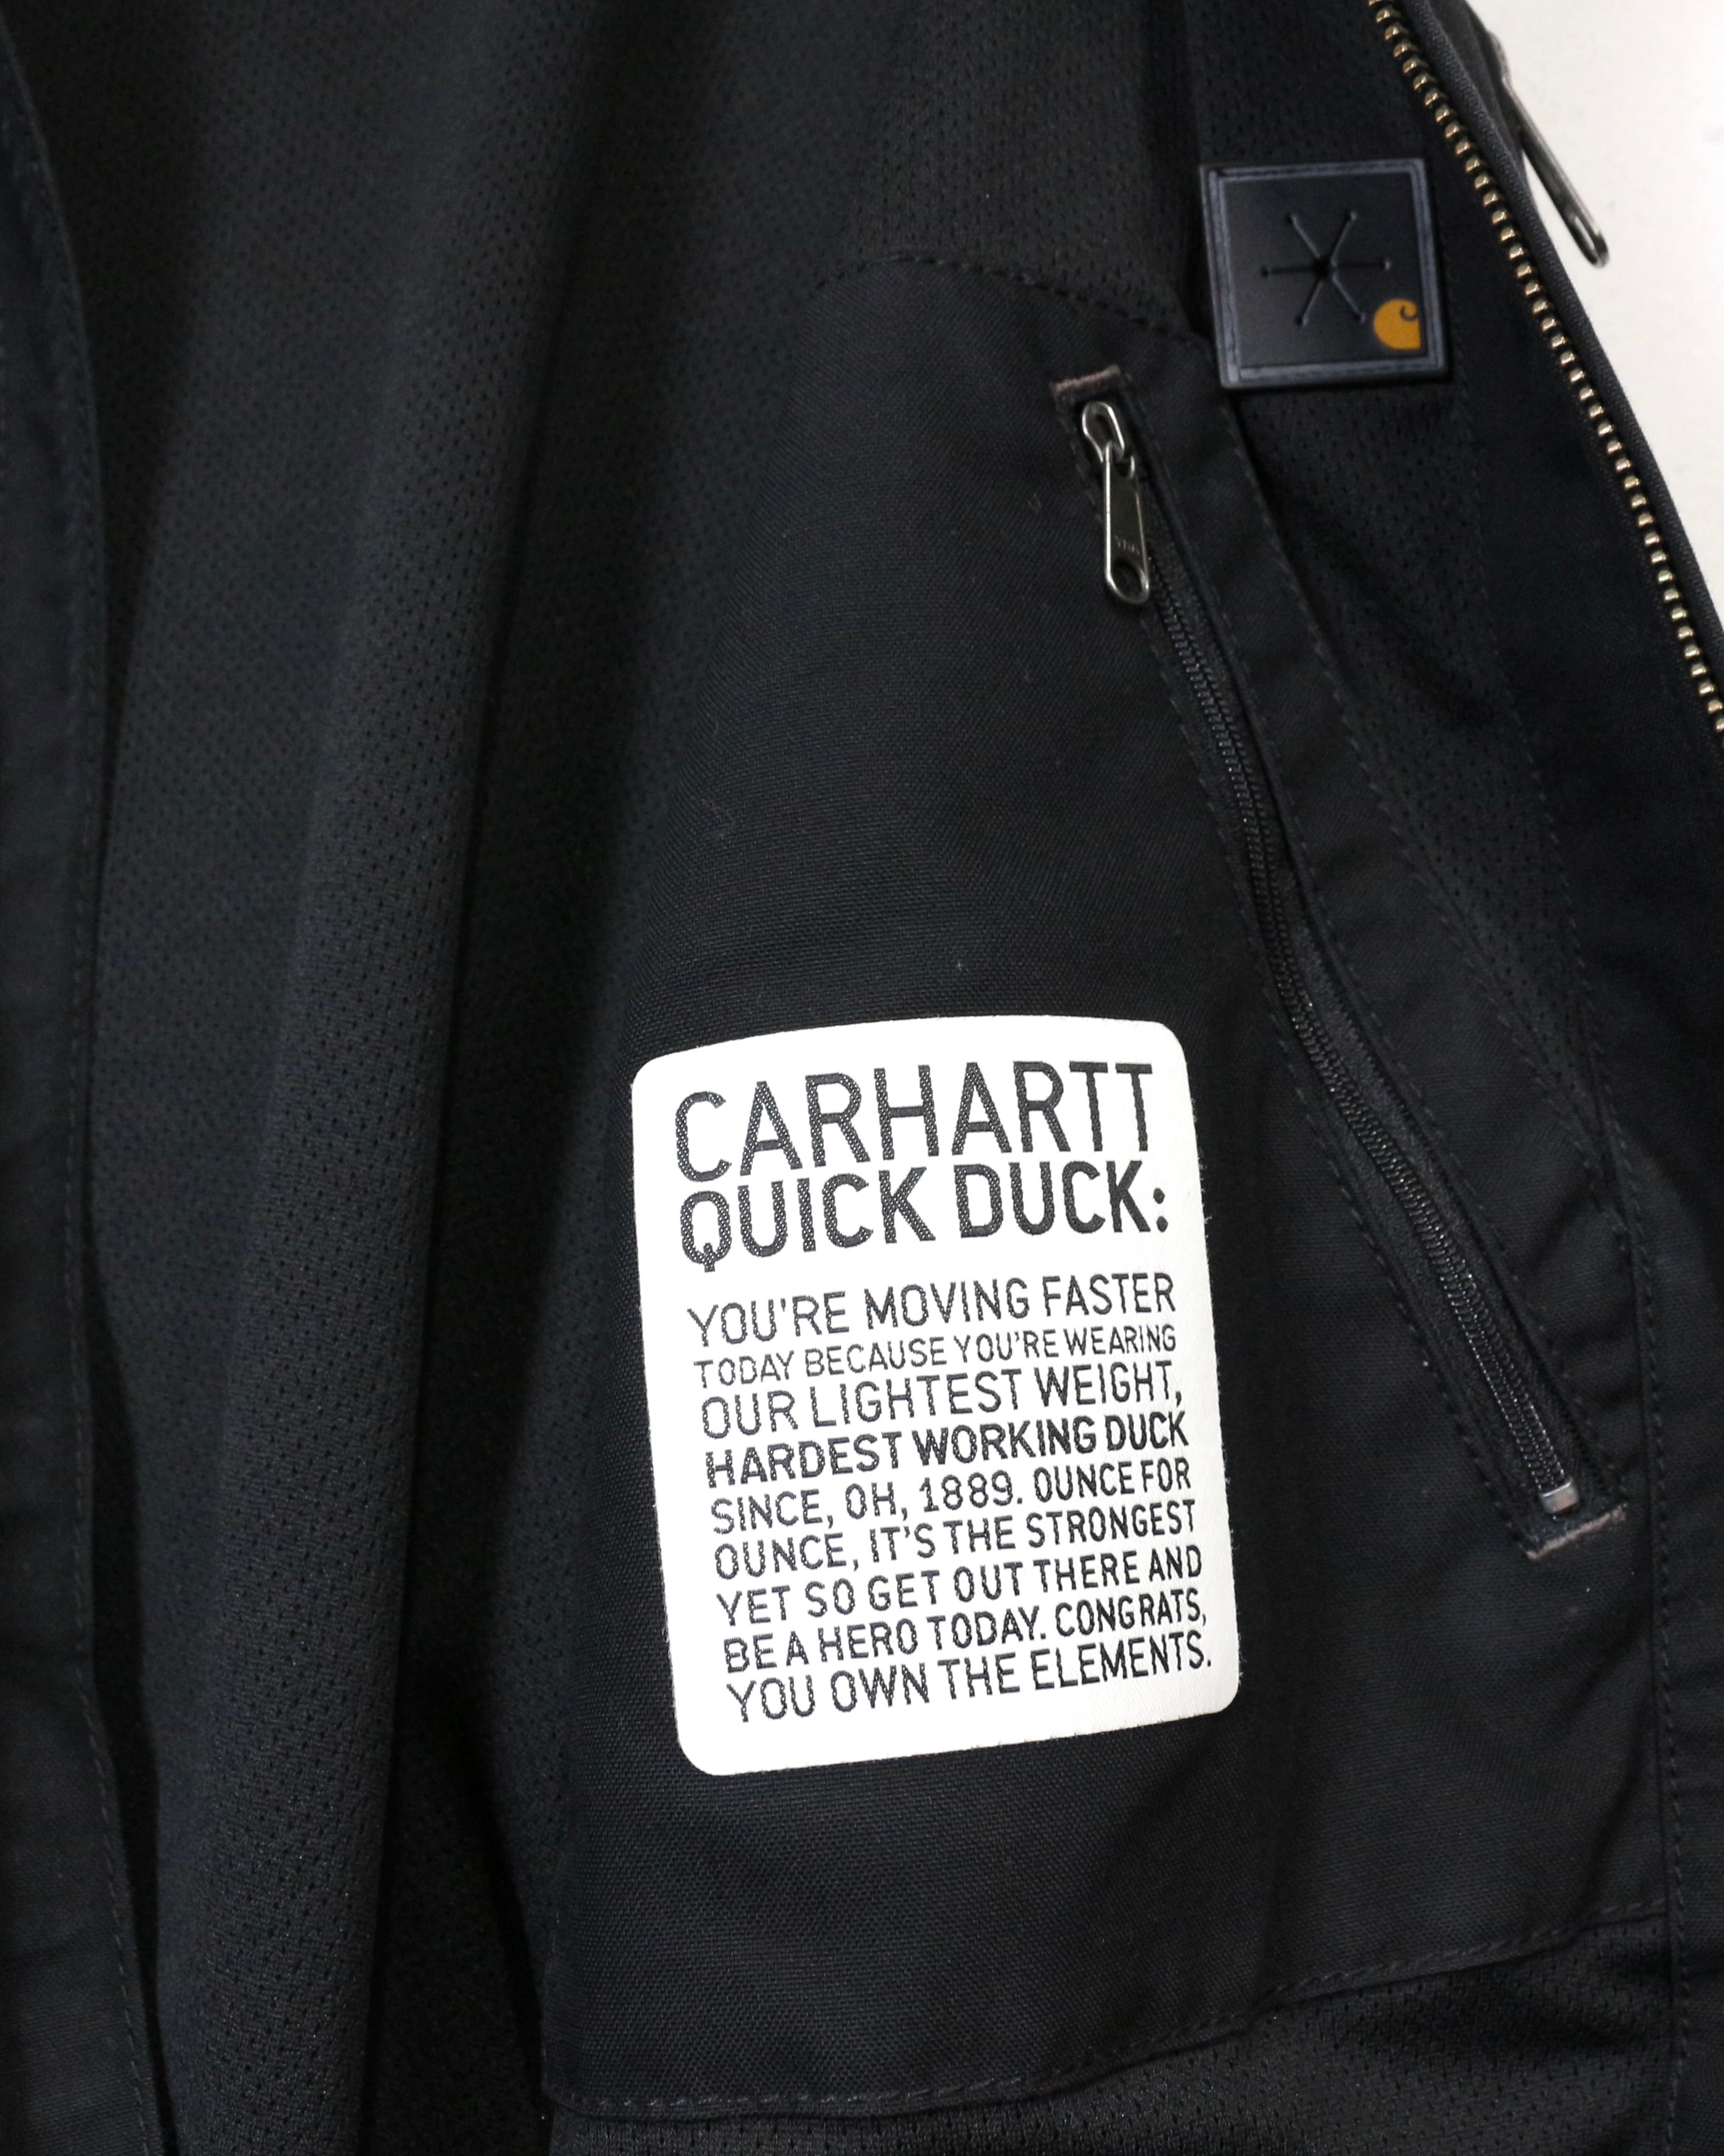 CARHARTT
QUICK DUCK:
YOU'RE MOVING FASTER
TODAY BECAUSE YOU'RE WEARING
OUR LIGHTEST WEIGHT,
HARDEST WORKING DUCK
SINCE, OH, 1889. OUNCE FOR
OUNCE, IT'S THE STRONGEST
YET SO GET OUT THERE AND
BE A HERO TODAY. CONGRATS,
YOU OWN THE ELEMENTS.